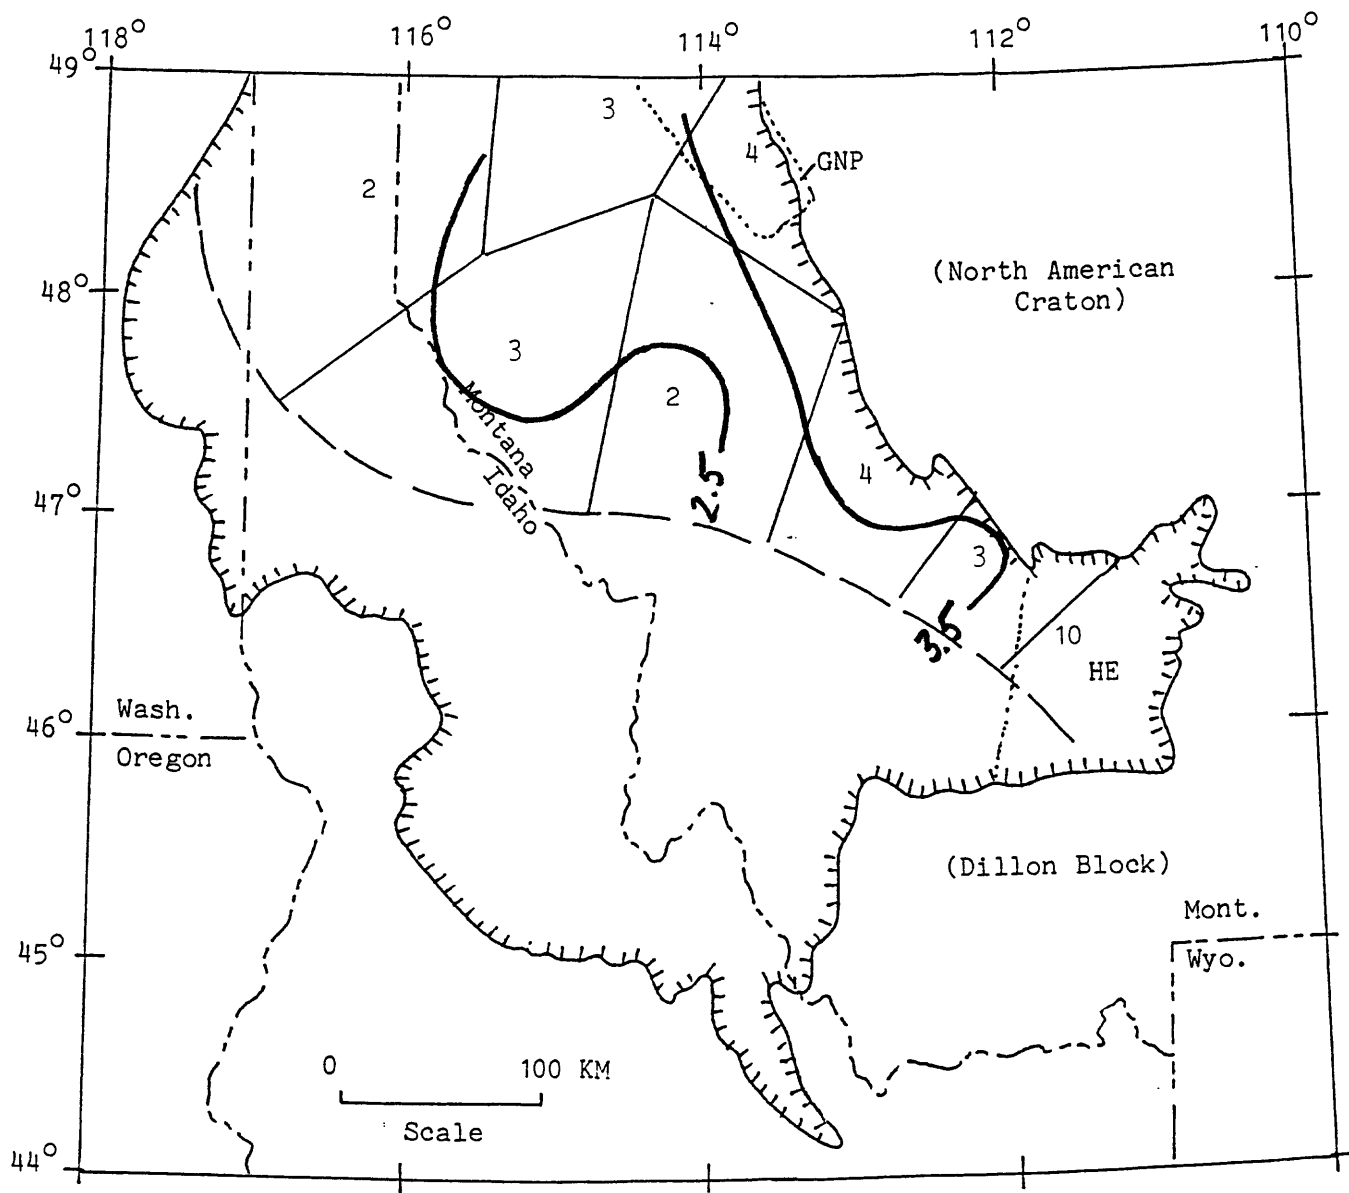 118° 116° 114° 112° 110°
49°
3
4
GNP
2
(North American
Craton)
48°
3
2
Montana
Idaho
4
2.5
47°
3
3.5
10
HE
Wash.
46°
Oregon
(Dillon Block)
Mont.
45°
Wyo.
0 100 KM
Scale
44°